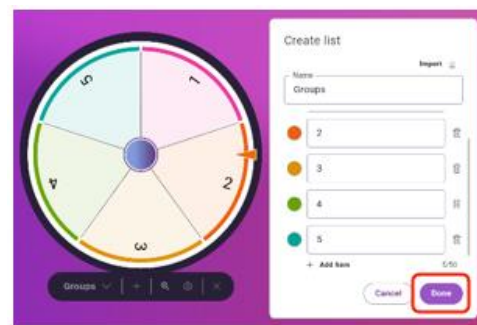 5
1
4
2
3
Groups
Create list
Import
Name
Groups
2
3
4
5
+ Add item
5/50
Cancel
Done